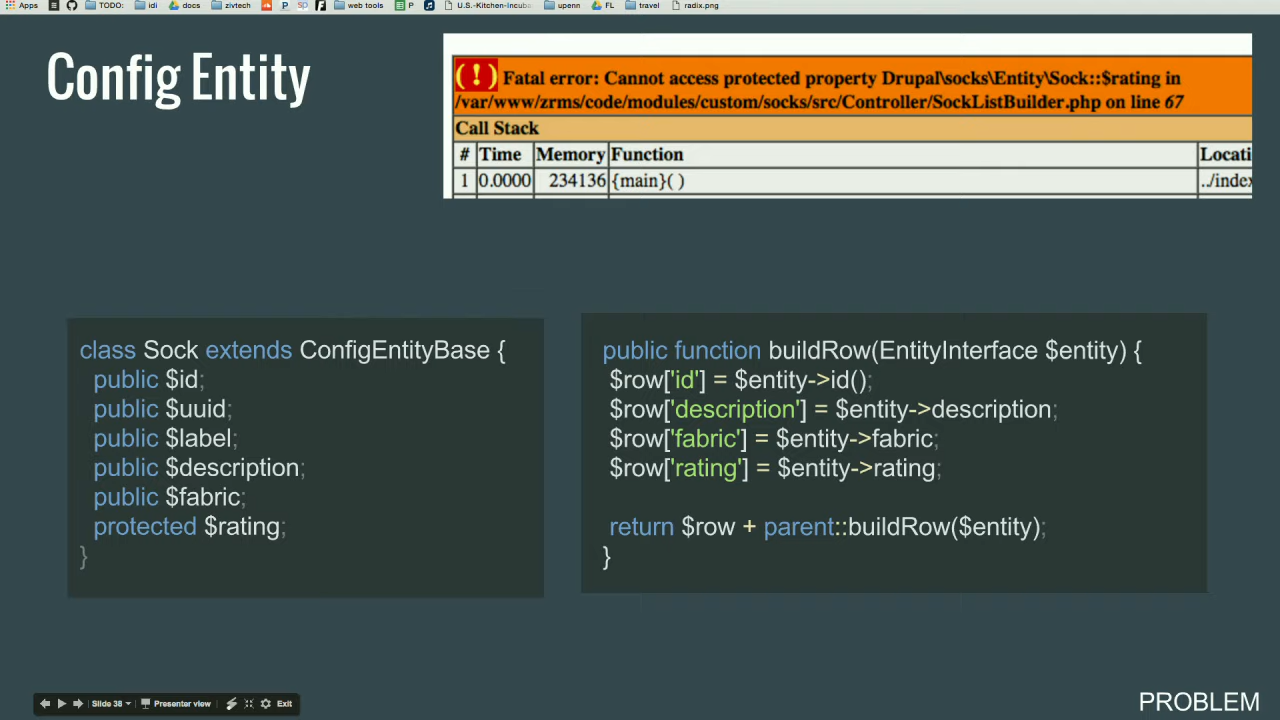 Apps TODO: idi docs zivtech P web tools P U.S.-Kitchen-Incub upenn FL travel radix.png
Config Entity
( ! ) Fatal error: Cannot access protected property Drupal\socks\Entity\Sock::$rating in
/var/www/zrms/code/modules/custom/socks/src/Controller/SockListBuilder.php on line 67
Call Stack
# Time Memory Function Locati
1 0.0000 234136 {main}( ) ../index
class Sock extends ConfigEntityBase {
public $id;
public $uuid;
public $label;
public $description;
public $fabric;
protected $rating;
}
public function buildRow(EntityInterface $entity) {
$row['id'] = $entity->id();
$row['description'] = $entity->description;
$row['fabric'] = $entity->fabric;
$row['rating'] = $entity->rating;
return $row + parent::buildRow($entity);
}
Slide 38 Presenter view Exit
PROBLEM